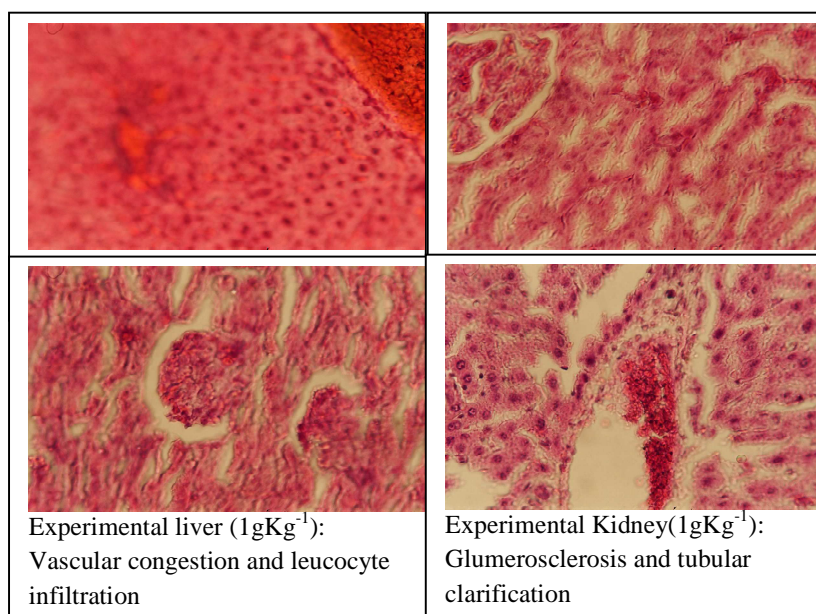 Experimental liver (1gKg-1):
Vascular congestion and leucocyte
infiltration
Experimental Kidney(1gKg-1):
Glumerosclerosis and tubular
clarification